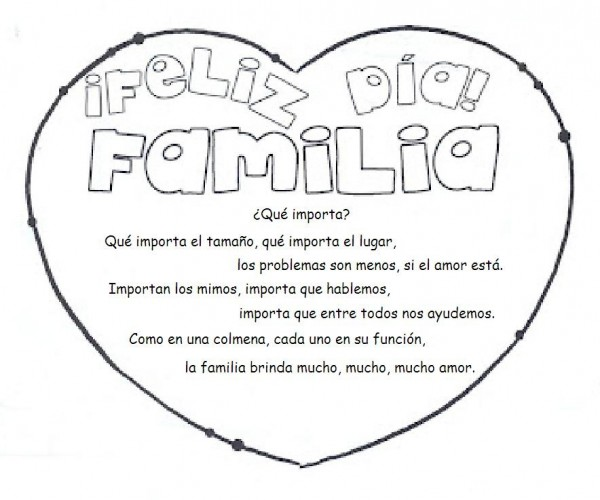 ¡FELIZ DÍA!
FAMILIA
¿Qué importa?
Qué importa el tamaño, qué importa el lugar,
los problemas son menos, si el amor está.
Importan los mimos, importa que hablemos,
importa que entre todos nos ayudemos.
Como en una colmena, cada uno en su función,
la familia brinda mucho, mucho, mucho amor.